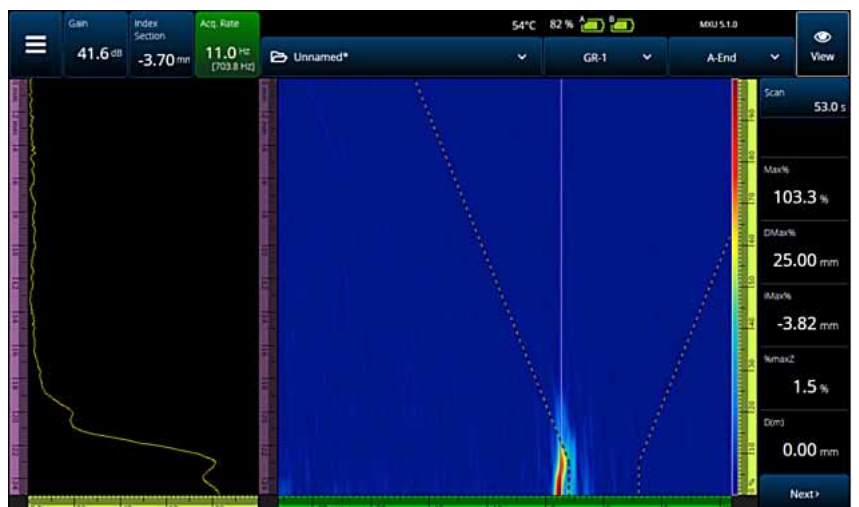 Gain
41.6 dB
Index
Section
-3.70 mm
Acq. Rate
11.0 Hz
[703.8 Hz]
54°C
82 %
A
B
MXU 5.1.0
Unnamed*
GR-1
A-End
View
Scan
53.0 s
Max%
103.3 %
DMax%
25.00 mm
iMax%
-3.82 mm
%maxZ
1.5 %
D(m)
0.00 mm
Next>